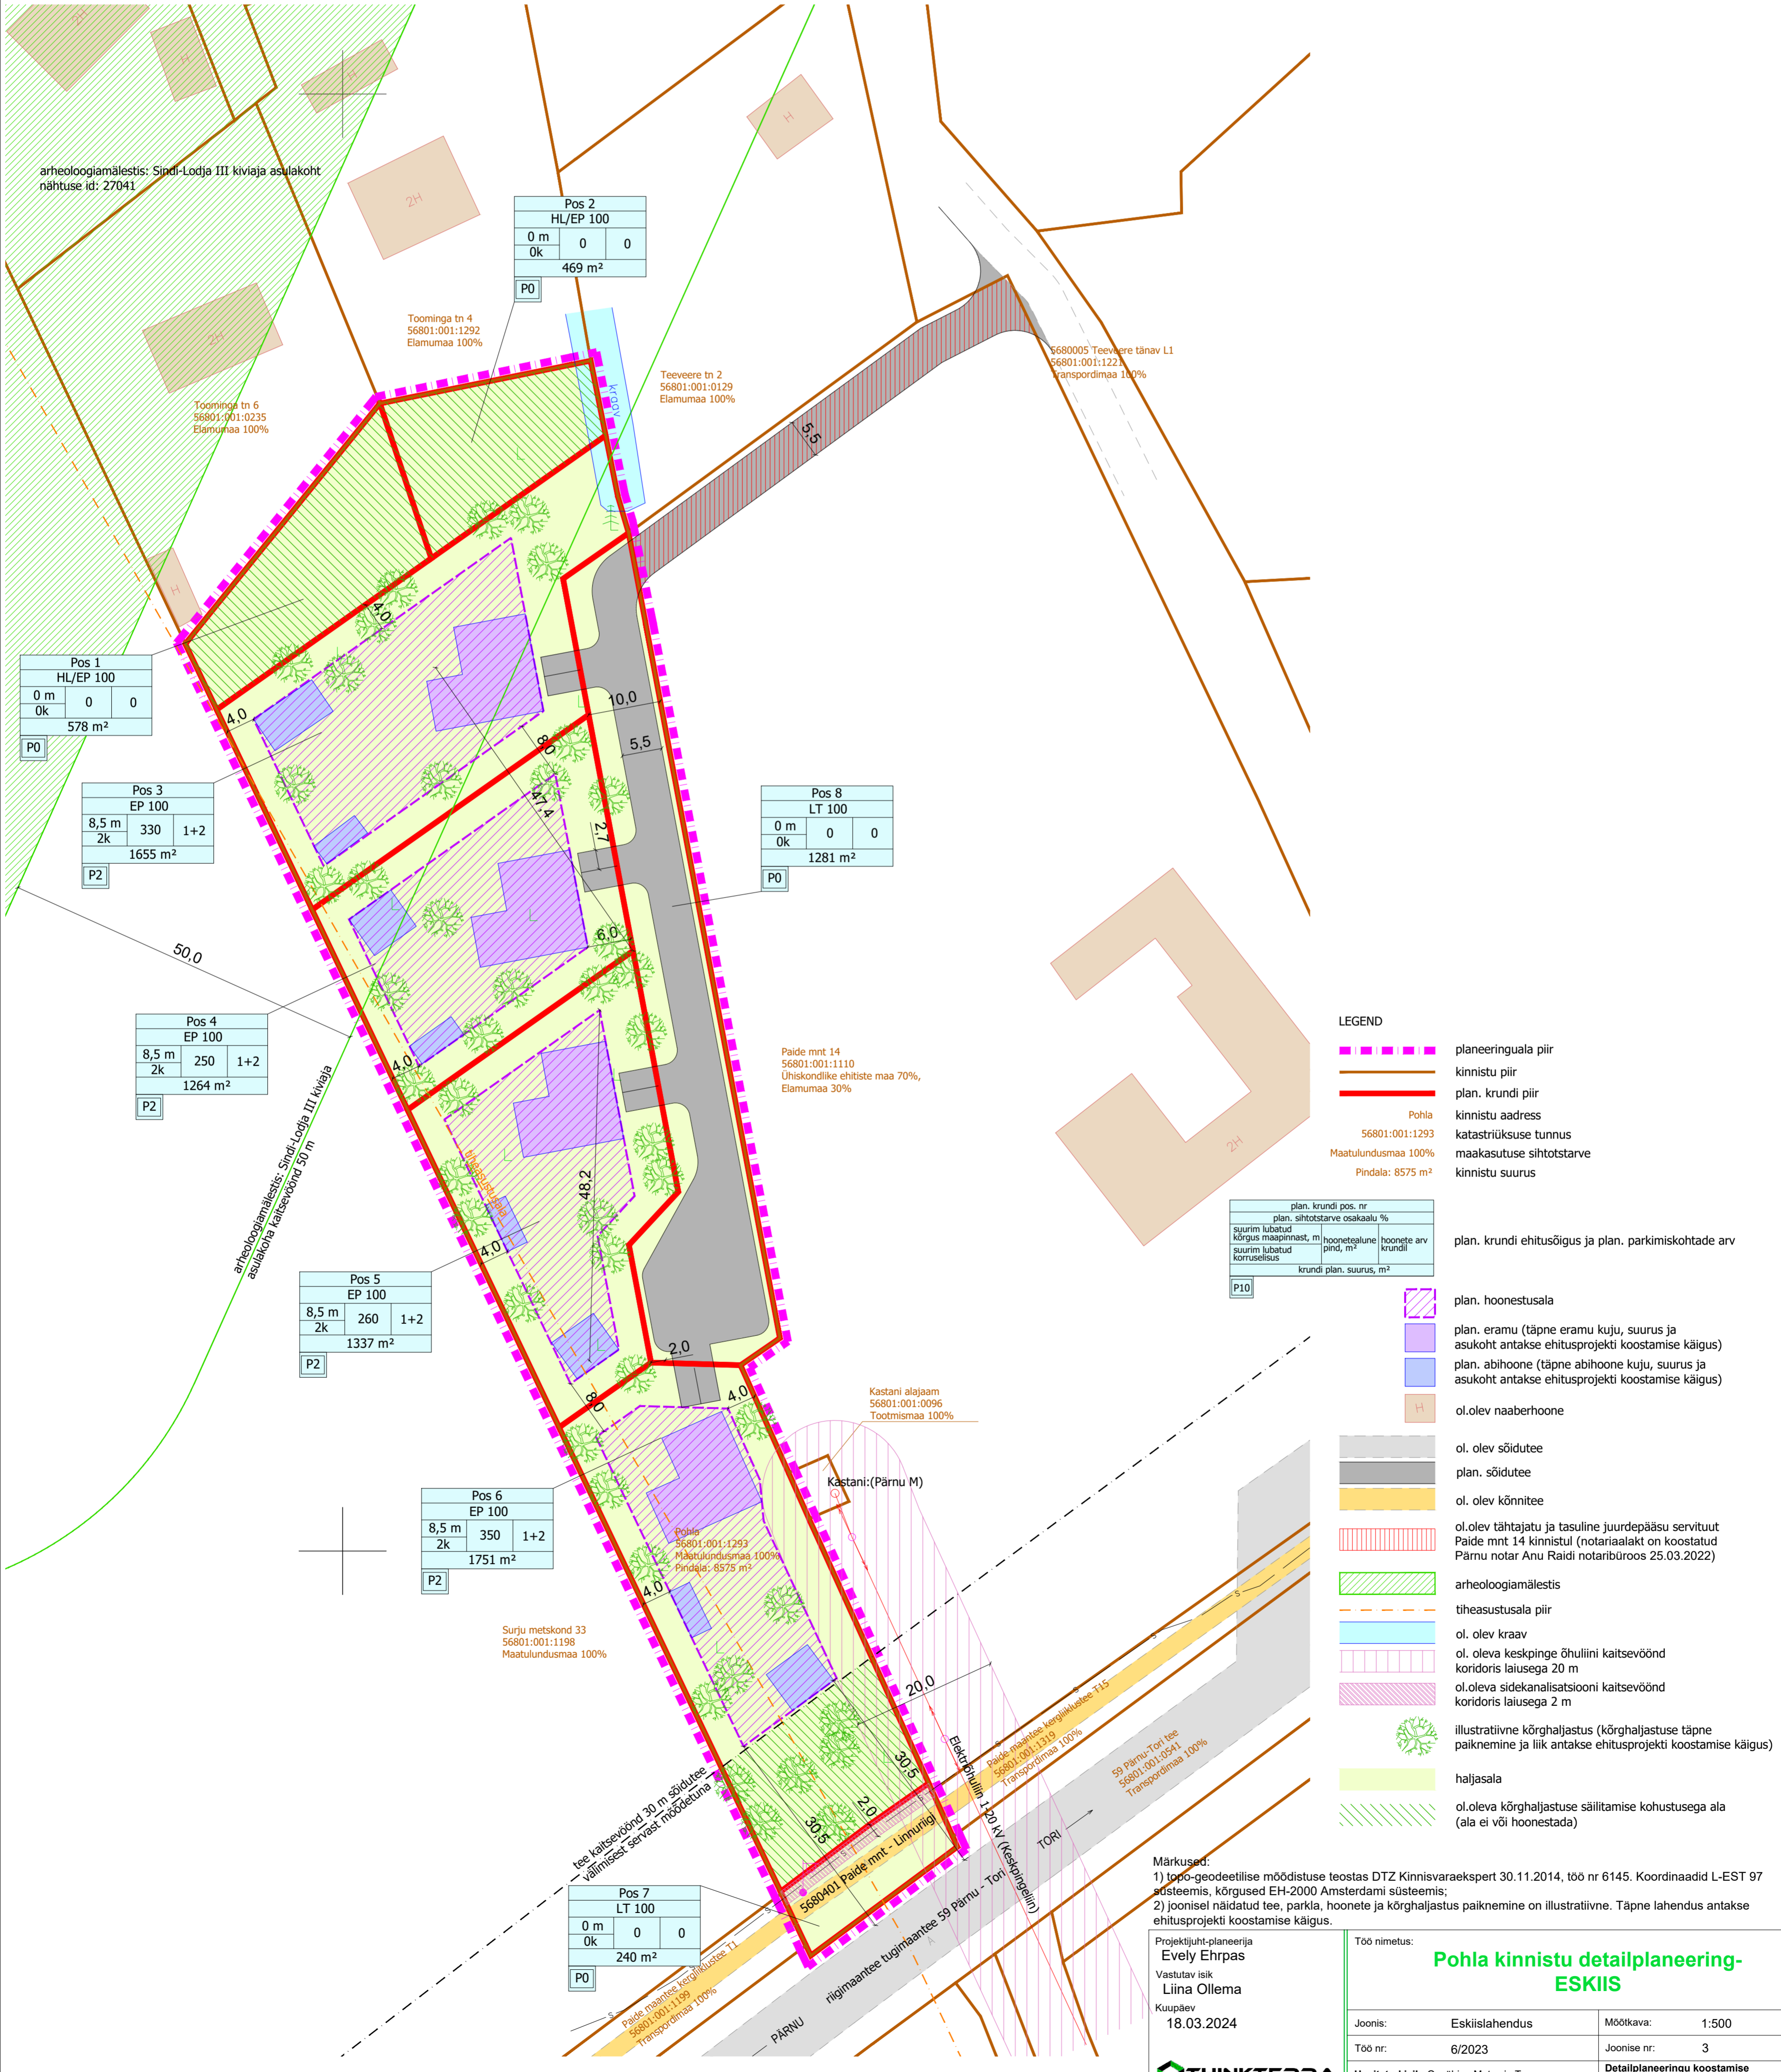 2H
H
H
arheoloogiamälestis: Sindi-Lodja III kiviaja asulakoht
nähtuse id: 27041
2H
H
2H
H
Pos 2
HL/EP 100
0 m
0k
0
0
469 m²
P0
Toominga tn 4
56801:001:1292
Elamumaa 100%
Toominga tn 6
56801:001:0235
Elamumaa 100%
Teeveere tn 2
56801:001:0129
Elamumaa 100%
kraav
5680005 Teeveere tänav L1
56801:001:1221
Transpordimaa 100%
5,5
Pos 1
HL/EP 100
0 m
0k
0
0
578 m²
P0
4,0
4,0
10,0
5,5
8,0
47,4
2,7
Pos 3
EP 100
8,5 m
2k
330
1+2
1655 m²
P2
Pos 8
LT 100
0 m
0k
0
0
1281 m²
P0
50,0
6,0
4,0
Pos 4
EP 100
8,5 m
2k
250
1+2
1264 m²
P2
Paide mnt 14
56801:001:1110
Ühiskondlike ehitiste maa 70%,
Elamumaa 30%
2H
arheoloogiamälestis: Sindi-Lodja III kiviaja
asulakoha kaitsevöönd 50 m
tiheasustusala
48,2
4,0
Pos 5
EP 100
8,5 m
2k
260
1+2
1337 m²
P2
2,0
8,0
4,0
Kastani alajaam
56801:001:0096
Tootmismaa 100%
Kastani:(Pärnu M)
Pos 6
EP 100
8,5 m
2k
350
1+2
1751 m²
P2
Pohla
56801:001:1293
Maatulundusmaa 100%
Pindala: 8575 m²
4,0
Surju metskond 33
56801:001:1198
Maatulundusmaa 100%
20,0
30,5
2,0
30,5
Elektriõhuliin 1-20 kV (Keskpingeliin)
tee kaitsevöönd 30 m sõidutee
välimisest servast mõõdetuna
Paide maantee kergliiklustee T15
56801:001:1319
Transpordimaa 100%
59 Pärnu-Tori tee
56801:001:0541
Transpordimaa 100%
5680401 Paide mnt - Linnuriigi
TORI
riigimaantee tugimaantee 59 Pärnu - Tori
PÄRNU
A
Paide maantee kergliiklustee T1
56801:001:1199
Transpordimaa 100%
Pos 7
LT 100
0 m
0k
0
0
240 m²
P0
LEGEND
planeeringuala piir
kinnistu piir
plan. krundi piir
Pohla kinnistu aadress
56801:001:1293 katastriüksuse tunnus
Maatulundusmaa 100% maakasutuse sihtotstarve
Pindala: 8575 m² kinnistu suurus
plan. krundi pos. nr
plan. sihtotstarve osakaalu %
suurim lubatud
kõrgus maapinnast, m
suurim lubatud
korruselisus
hoonetealune
pind, m²
hoonete arv
krundil
krundi plan. suurus, m²
P10
plan. krundi ehitusõigus ja plan. parkimiskohtade arv
plan. hoonestusala
plan. eramu (täpne eramu kuju, suurus ja
asukoht antakse ehitusprojekti koostamise käigus)
plan. abihoone (täpne abihoone kuju, suurus ja
asukoht antakse ehitusprojekti koostamise käigus)
H
ol.olev naaberhoone
ol. olev sõidutee
plan. sõidutee
ol. olev kõnnitee
ol.olev tähtajatu ja tasuline juurdepääsu servituut
Paide mnt 14 kinnistul (notariaalakt on koostatud
Pärnu notar Anu Raidi notaribüroos 25.03.2022)
arheoloogiamälestis
tiheasustusala piir
ol. olev kraav
ol. oleva keskpinge õhuliini kaitsevöönd
koridoris laiusega 20 m
ol.oleva sidekanalisatsiooni kaitsevöönd
koridoris laiusega 2 m
illustratiivne kõrghaljastus (kõrghaljastuse täpne
paiknemine ja liik antakse ehitusprojekti koostamise käigus)
haljasala
ol.oleva kõrghaljastuse säilitamise kohustusega ala
(ala ei või hoonestada)
Märkused:
1) topo-geodeetilise mõõdistuse teostas DTZ Kinnisvaraekspert 30.11.2014, töö nr 6145. Koordinaadid L-EST 97
süsteemis, kõrgused EH-2000 Amsterdami süsteemis;
2) joonisel näidatud tee, parkla, hoonete ja kõrghaljastus paiknemine on illustratiivne. Täpne lahendus antakse
ehitusprojekti koostamise käigus.
Projektijuht-planeerija
Evely Ehrpas
Vastutav isik
Liina Ollema
Kuupäev
18.03.2024
Töö nimetus:
Pohla kinnistu detailplaneering-
ESKIIS
Joonis: Eskiislahendus
Möötkava: 1:500
Töö nr: 6/2023
Joonise nr: 3
Detailplaneeringu koostamise